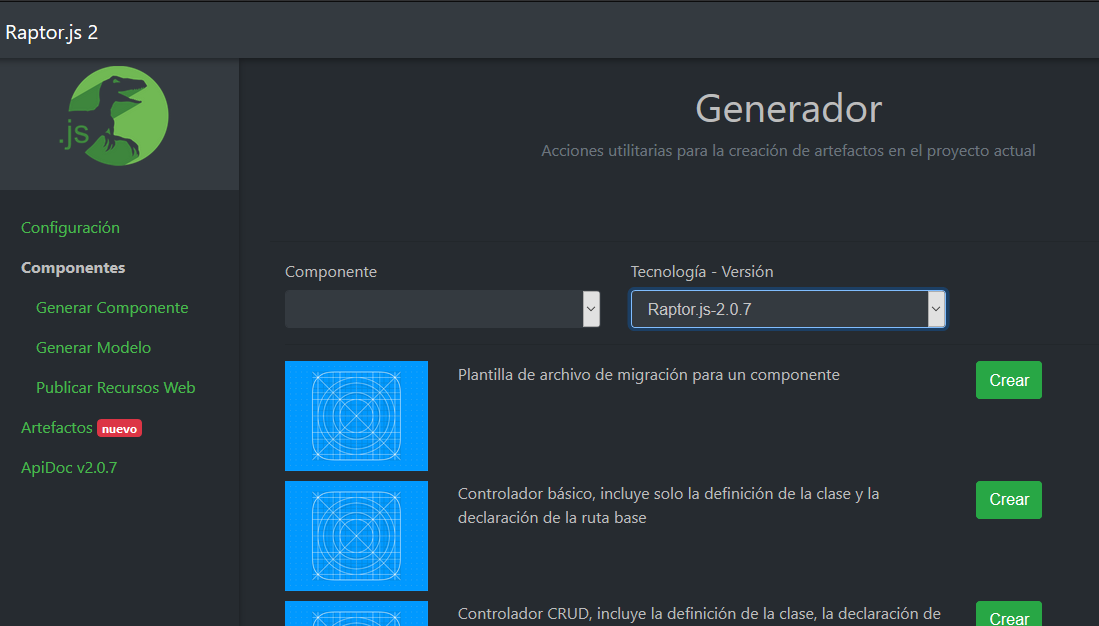 Raptor.js 2
.js
Configuración
Componentes
Generar Componente
Generar Modelo
Publicar Recursos Web
Artefactos nuevo
ApiDoc v2.0.7
Generador
Acciones utilitarias para la creación de artefactos en el proyecto actual
Componente
Tecnología - Versión
Raptor.js-2.0.7
Plantilla de archivo de migración para un componente
Crear
Controlador básico, incluye solo la definición de la clase y la
declaración de la ruta base
Crear
Controlador CRUD, incluye la definición de la clase, la declaración de
Crear